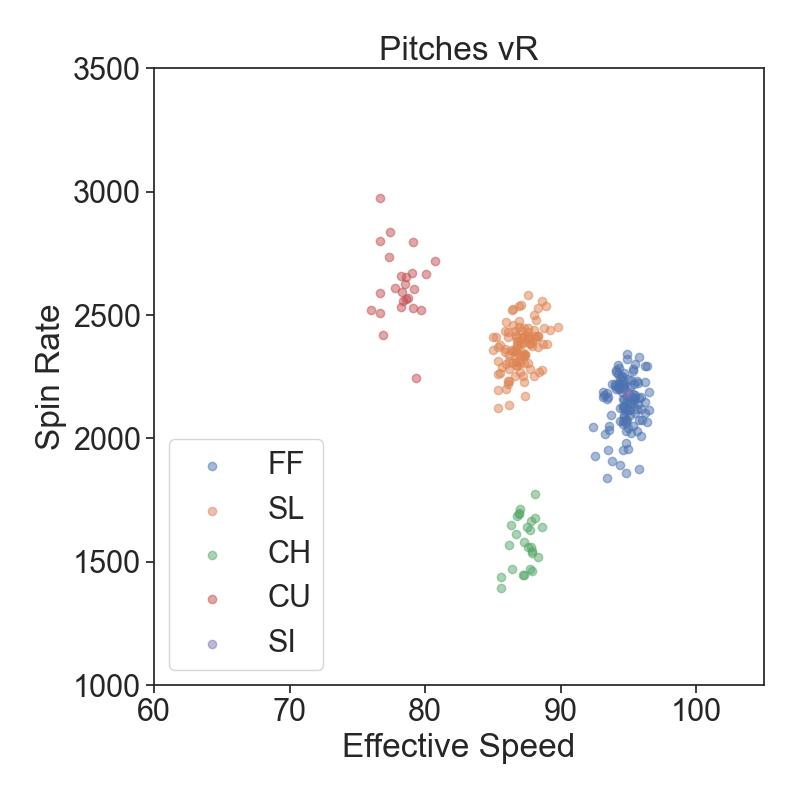 Pitches vR
3500
3000
2500
2000
1500
1000
Spin Rate
FF
SL
CH
CU
SI
60 70 80 90 100
Effective Speed